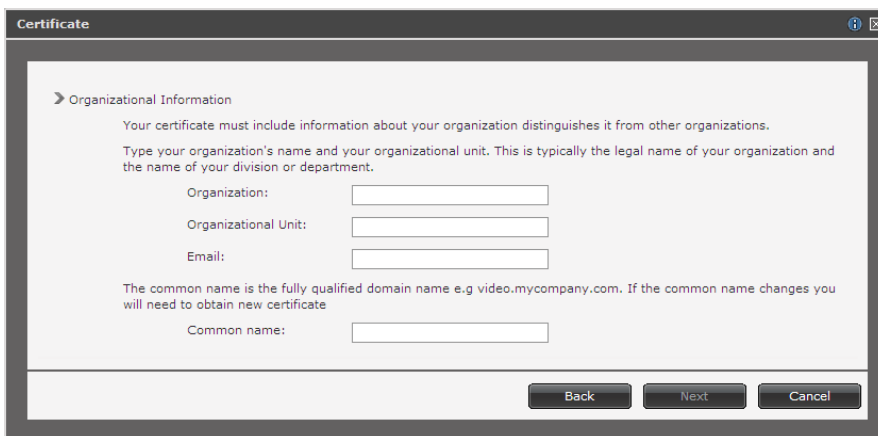 Certificate
Organizational Information
Your certificate must include information about your organization distinguishes it from other organizations.
Type your organization's name and your organizational unit. This is typically the legal name of your organization and
the name of your division or department.
Organization:
Organizational Unit:
Email:
The common name is the fully qualified domain name e.g video.mycompany.com. If the common name changes you
will need to obtain new certificate
Common name:
Back Next Cancel